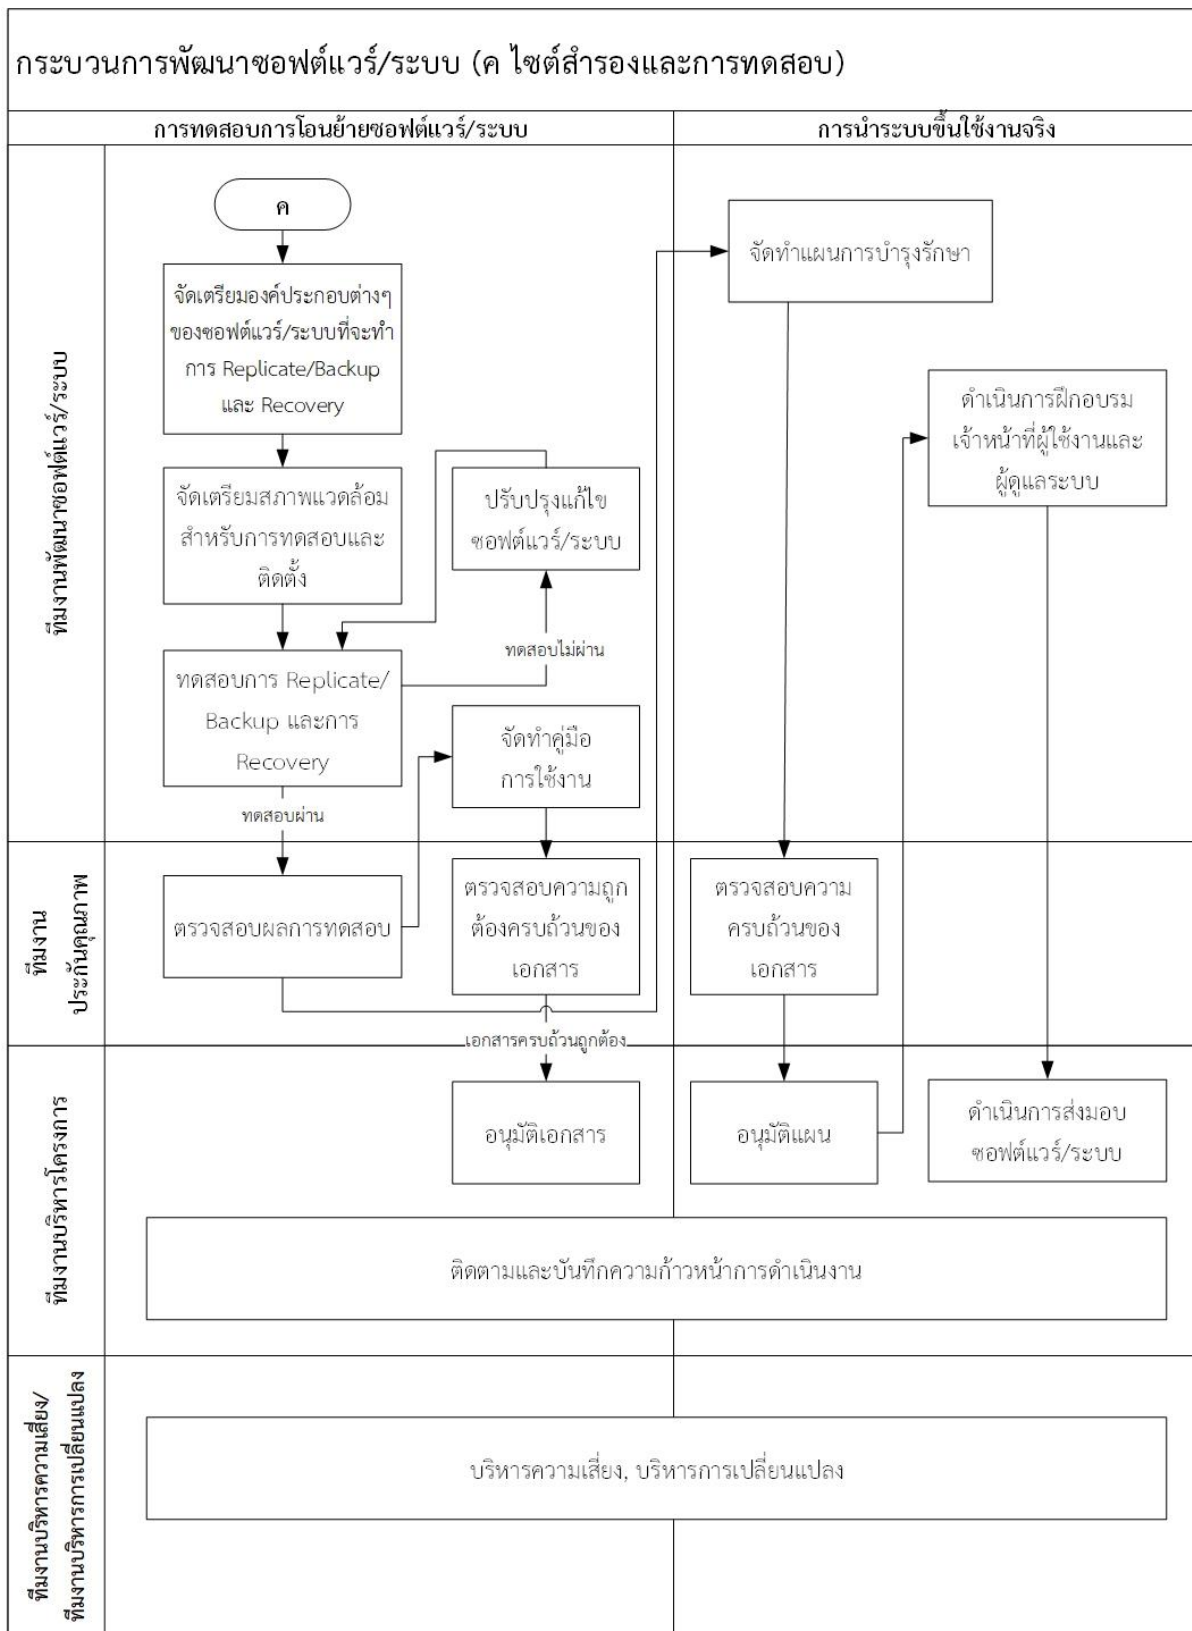 กระบวนการพัฒนาซอฟต์แวร์/ระบบ (ค ไซต์สำรองและการทดสอบ)
การทดสอบการโอนย้ายซอฟต์แวร์/ระบบ
การนำระบบขึ้นใช้งานจริง
ทีมงานพัฒนาซอฟต์แวร์/ระบบ
ค
จัดเตรียมองค์ประกอบต่างๆ
ของซอฟต์แวร์/ระบบที่จะทำ
การ Replicate/Backup
และ Recovery
จัดเตรียมสภาพแวดล้อม
สำหรับการทดสอบและ
ติดตั้ง
ปรับปรุงแก้ไข
ซอฟต์แวร์/ระบบ
ทดสอบไม่ผ่าน
ทดสอบการ Replicate/
Backup และการ
Recovery
จัดทำคู่มือ
การใช้งาน
ทดสอบผ่าน
จัดทำแผนการบำรุงรักษา
ดำเนินการฝึกอบรม
เจ้าหน้าที่ผู้ใช้งานและ
ผู้ดูแลระบบ
ทีมงาน
ประกันคุณภาพ
ตรวจสอบผลการทดสอบ
ตรวจสอบความถูก
ต้องครบถ้วนของ
เอกสาร
ตรวจสอบความ
ครบถ้วนของ
เอกสาร
เอกสารครบถ้วนถูกต้อง
ทีมงานบริหารโครงการ
อนุมัติเอกสาร
อนุมัติแผน
ดำเนินการส่งมอบ
ซอฟต์แวร์/ระบบ
ติดตามและบันทึกความก้าวหน้าการดำเนินงาน
ทีมงานบริหารความเสี่ยง/
ทีมงานบริหารการเปลี่ยนแปลง
บริหารความเสี่ยง, บริหารการเปลี่ยนแปลง